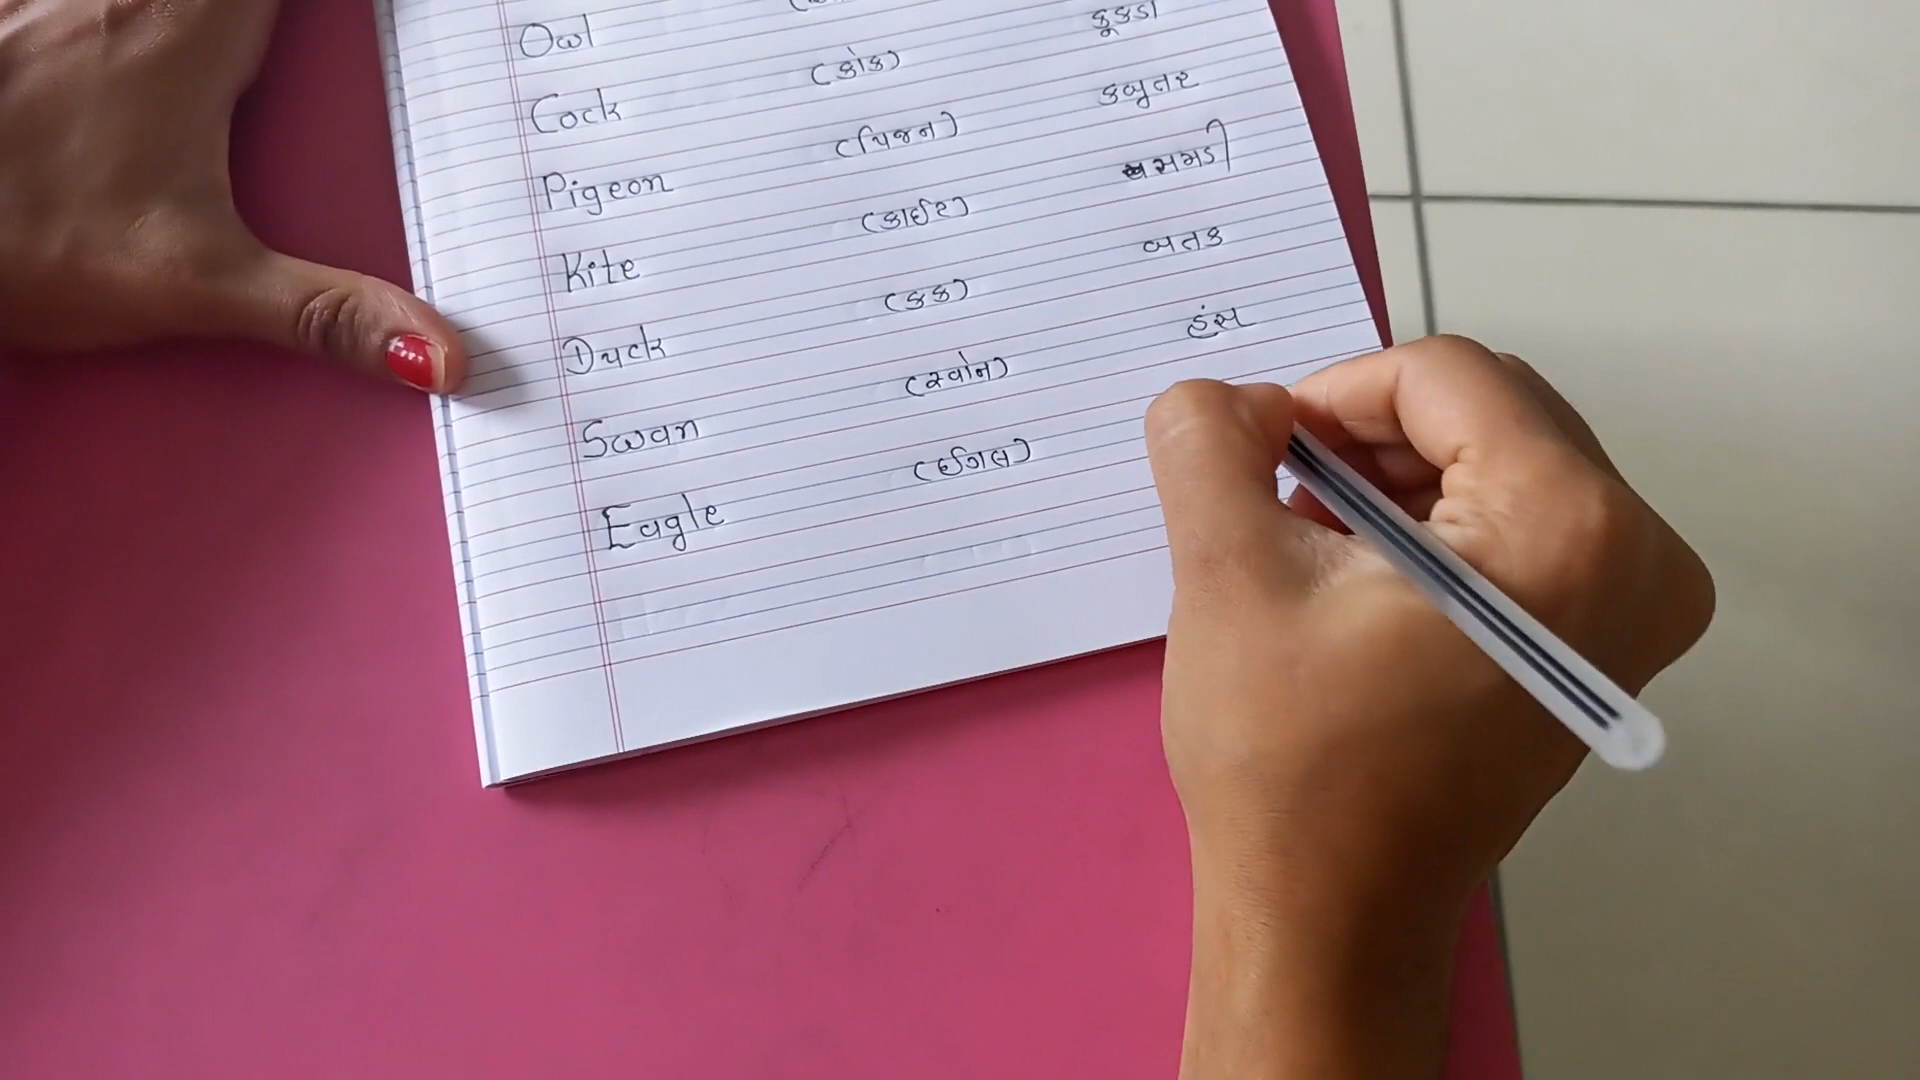 Owl
Cock (કોક) કૂકડો
Pigeon (પિજન) કબુતર
Kite (કાઈટ) સમડી
Duck (ડક) બતક
Swan (સ્વોન) હંસ
Eagle (ઈગલ)